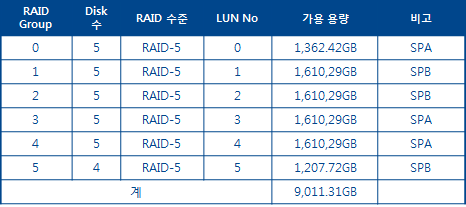 RAID Group Disk 수 RAID 수준 LUN No 가용 용량 비고
0 5 RAID-5 0 1,362.42GB SPA
1 5 RAID-5 1 1,610,29GB SPB
2 5 RAID-5 2 1,610,29GB SPB
3 5 RAID-5 3 1,610,29GB SPA
4 5 RAID-5 4 1,610.29GB SPA
5 4 RAID-5 5 1,207.72GB SPB
계 9,011.31GB